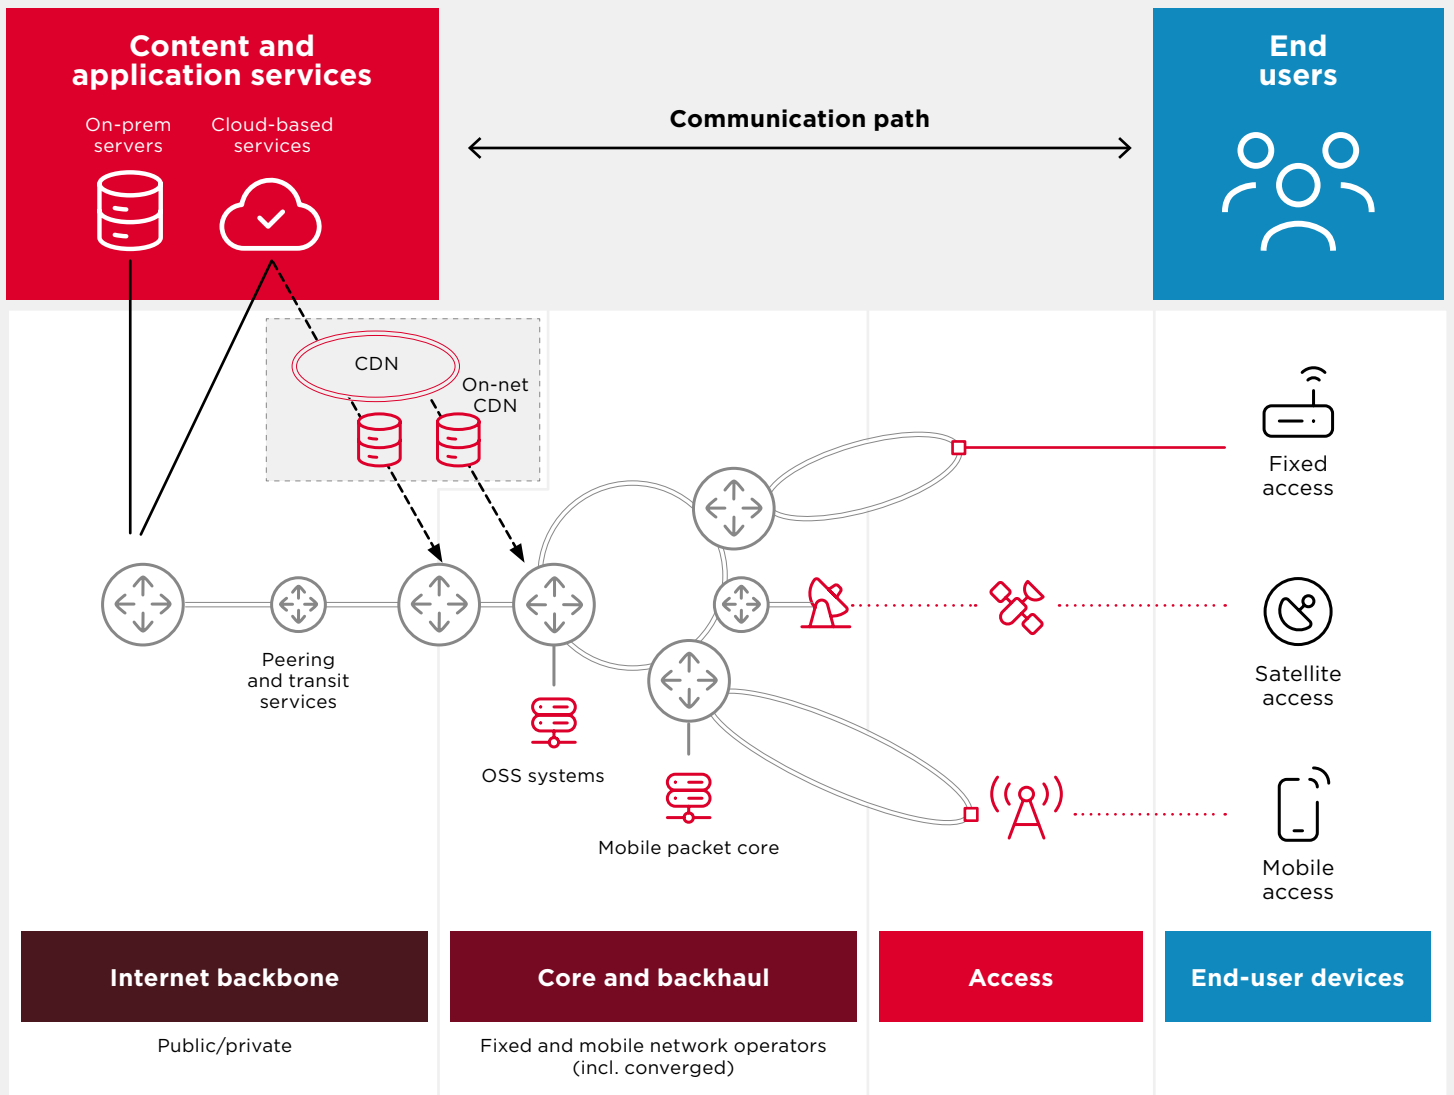 Content and
application services
On-prem
servers
Cloud-based
services
Communication path
End
users
CDN
On-net
CDN
Fixed
access
Peering
and transit
services
Satellite
access
OSS systems
Mobile packet core
Mobile
access
Internet backbone
Core and backhaul
Access
End-user devices
Public/private
Fixed and mobile network operators
(incl. converged)